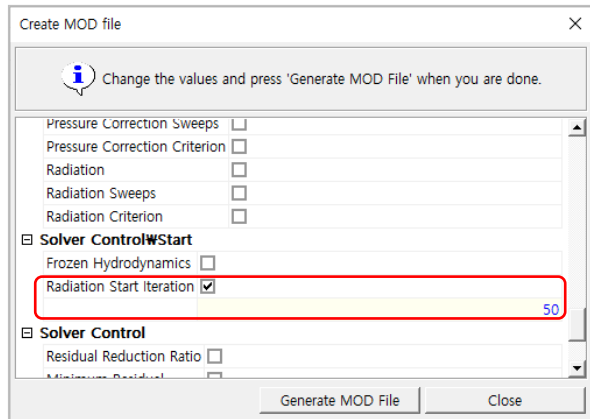 Create MOD file
Change the values and press 'Generate MOD File' when you are done.
Pressure Correction Sweeps
Pressure Correction Criterion
Radiation
Radiation Sweeps
Radiation Criterion
Solver Control₩Start
Frozen Hydrodynamics
Radiation Start Iteration
50
Solver Control
Residual Reduction Ratio
Minimum Residual
Generate MOD File Close